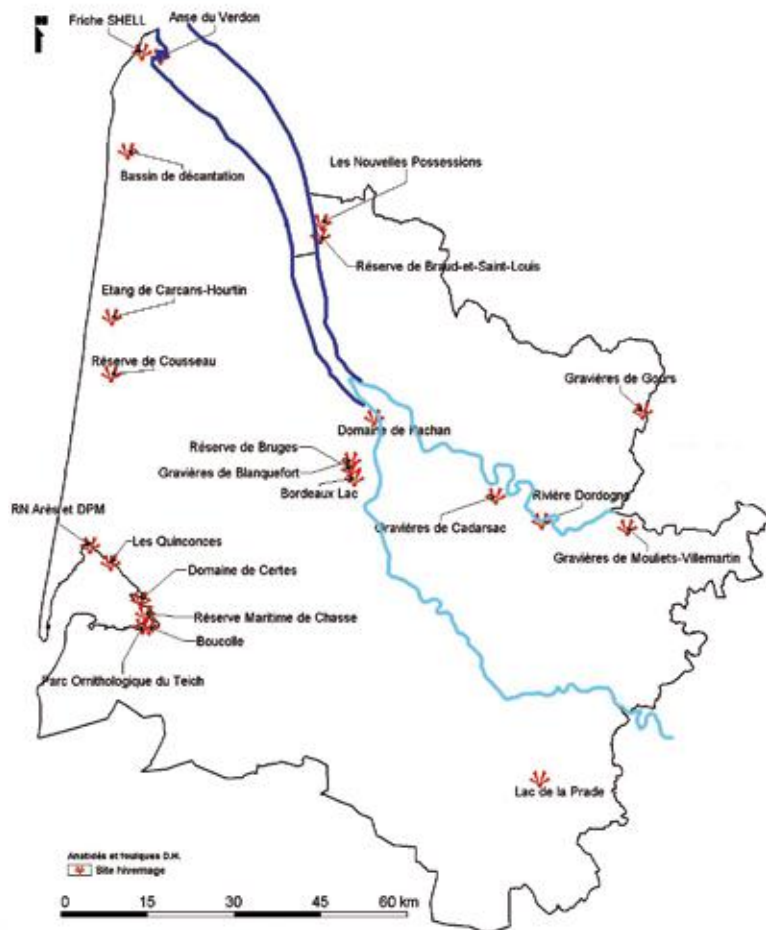 Friche SHELL
Anse du Verdon
Bassin de décantation
Les Nouvelles Possessions
Réserve de Braud-et-Saint-Louis
Etang de Carcans-Hourtin
Réserve de Cousseau
Gravières de Gours
Domaine de Pachan
Réserve de Bruges
Gravières de Blanquefort
Bordeaux Lac
Gravières de Cadarsac
Rivière Dordogne
Gravières de Mouliets-Villemartin
RN Arès et DPM
Les Quinconces
Domaine de Certes
Réserve Maritime de Chasse
Boucolle
Parc Ornithologique du Teich
Lac de la Prade
Anatidés et foulques D.H.
Site hivernage
0 15 30 45 60 km